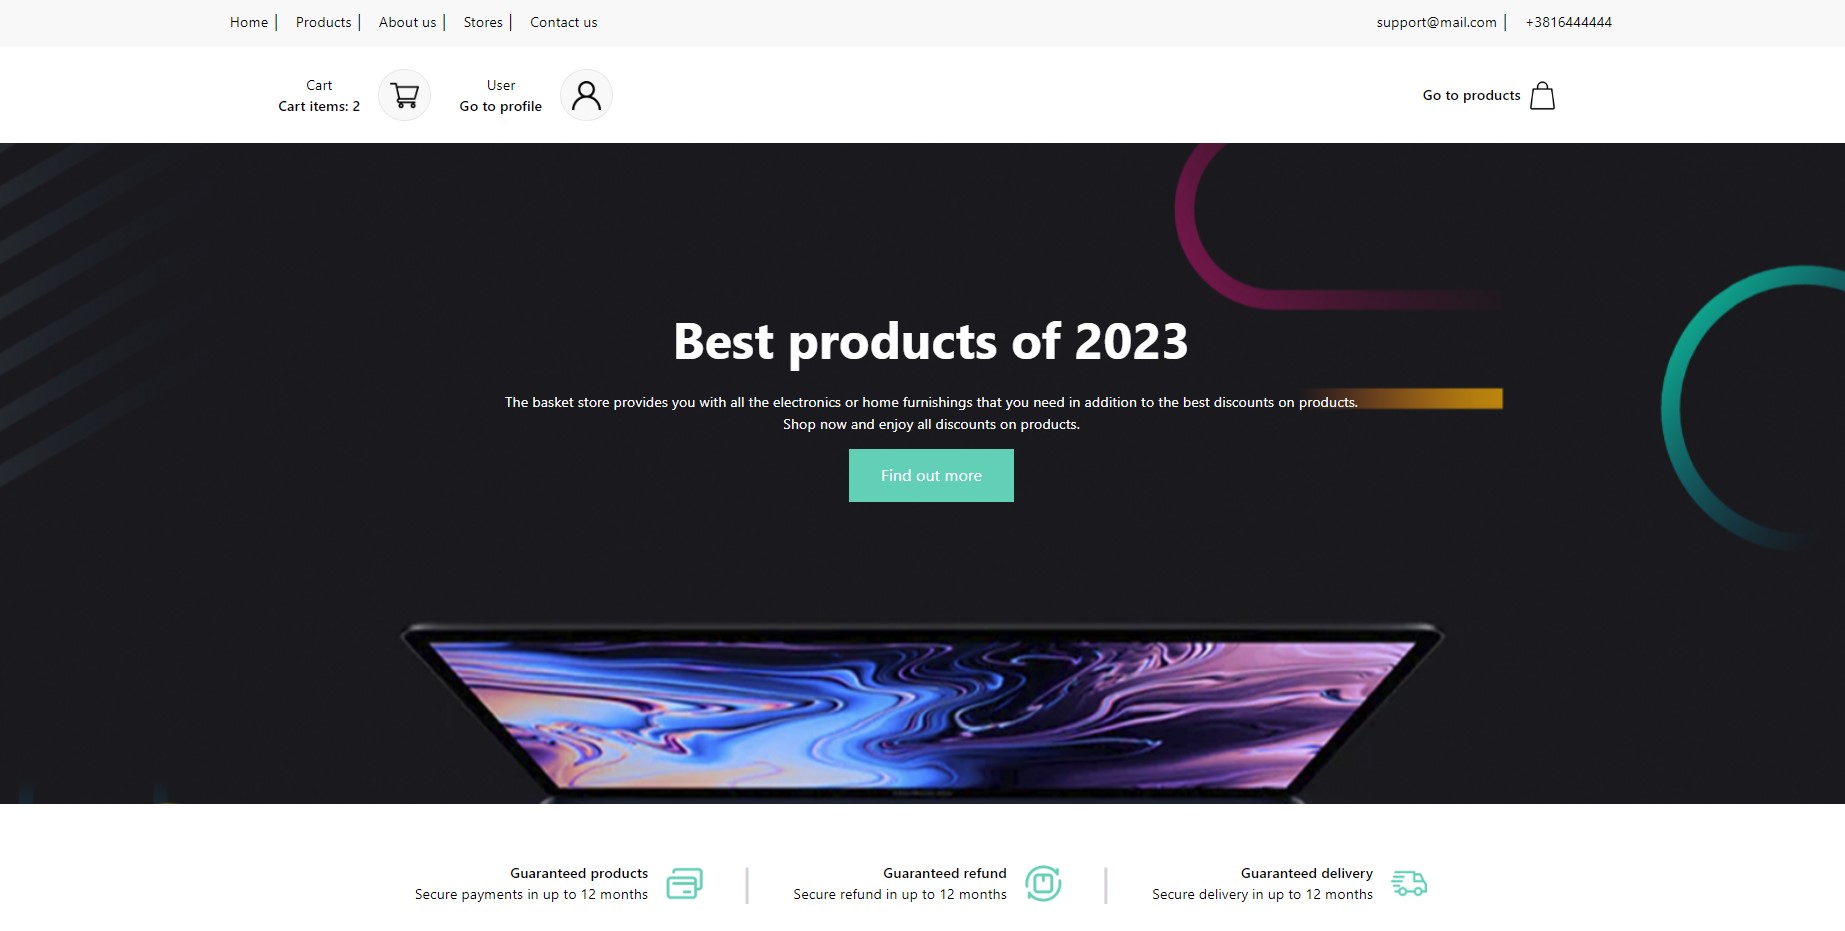 Home | Products | About us | Stores | Contact us
support@mail.com | +3816444444
Cart
Cart items: 2
User
Go to profile
Go to products
Best products of 2023
The basket store provides you with all the electronics or home furnishings that you need in addition to the best discounts on products.
Shop now and enjoy all discounts on products.
Find out more
Guaranteed products
Secure payments in up to 12 months
Guaranteed refund
Secure refund in up to 12 months
Guaranteed delivery
Secure delivery in up to 12 months